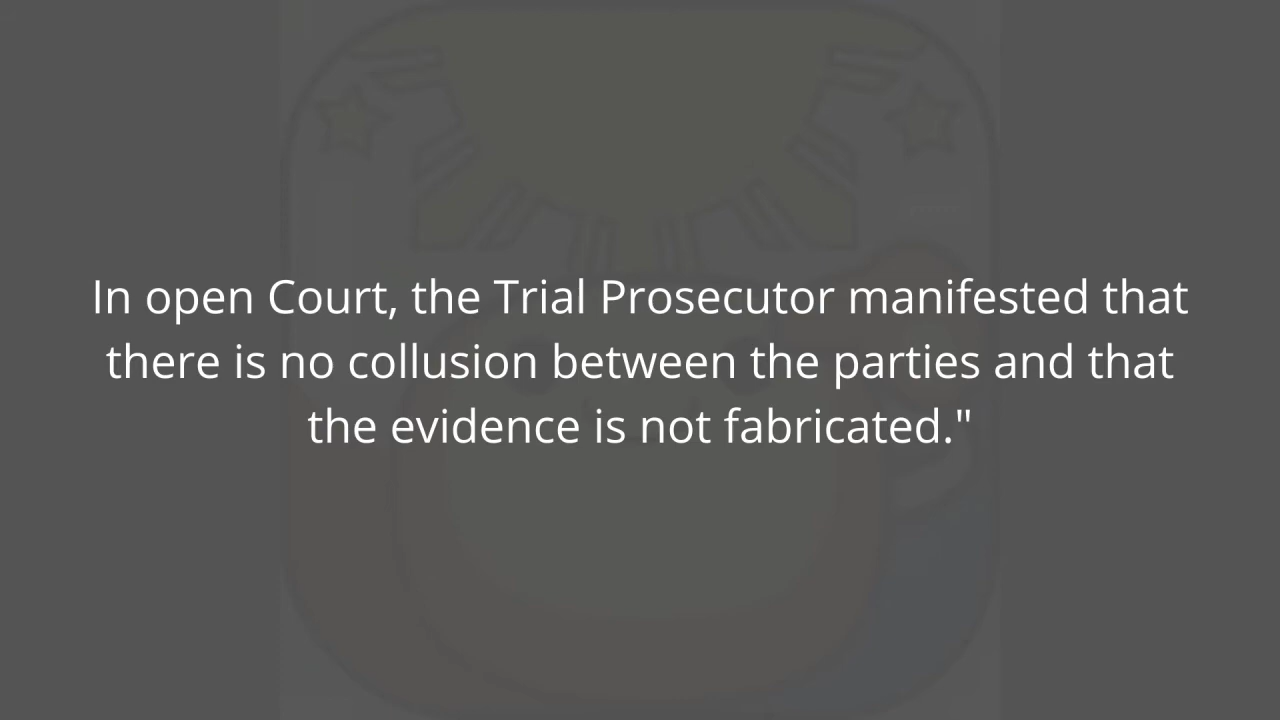 In open Court, the Trial Prosecutor manifested that
there is no collusion between the parties and that
the evidence is not fabricated."